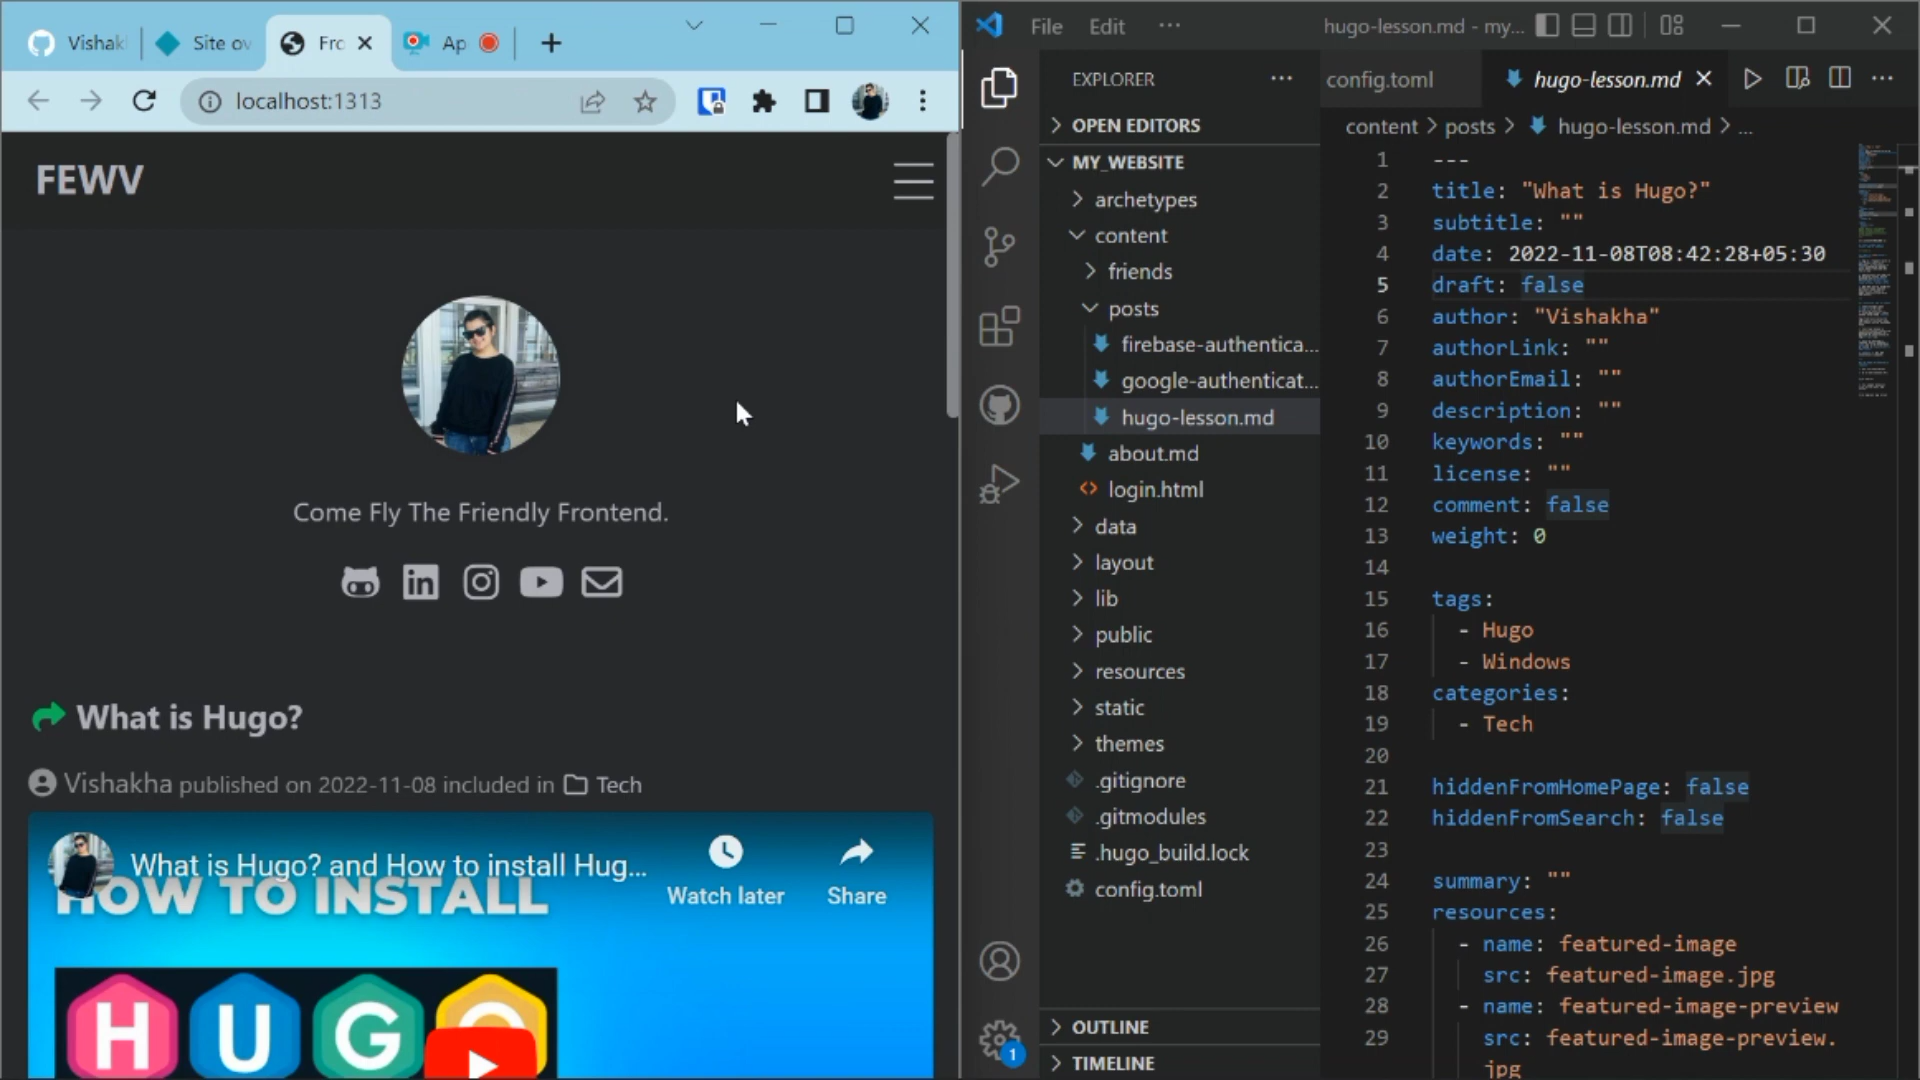 Vishak
Site ov
Fro
Ap
localhost:1313
FEWV
Come Fly The Friendly Frontend.
What is Hugo?
Vishakha published on 2022-11-08 included in Tech
What is Hugo? and How to install Hug...
Watch later
Share
HOW TO INSTALL
HUGO
File Edit ···
hugo-lesson.md - my...
EXPLORER
OPEN EDITORS
MY_WEBSITE
archetypes
content
friends
posts
firebase-authentica...
google-authenticat...
hugo-lesson.md
about.md
login.html
data
layout
lib
public
resources
static
themes
.gitignore
.gitmodules
.hugo_build.lock
config.toml
OUTLINE
TIMELINE
1
config.toml
hugo-lesson.md
content > posts > hugo-lesson.md > ...
1 ---
2 title: "What is Hugo?"
3 subtitle: ""
4 date: 2022-11-08T08:42:28+05:30
5 draft: false
6 author: "Vishakha"
7 authorLink: ""
8 authorEmail: ""
9 description: ""
10 keywords: ""
11 license: ""
12 comment: false
13 weight: 0
14
15 tags:
16 - Hugo
17 - Windows
18 categories:
19 - Tech
20
21 hiddenFromHomePage: false
22 hiddenFromSearch: false
23
24 summary: ""
25 resources:
26 - name: featured-image
27 src: featured-image.jpg
28 - name: featured-image-preview
29 src: featured-image-preview.
jpg